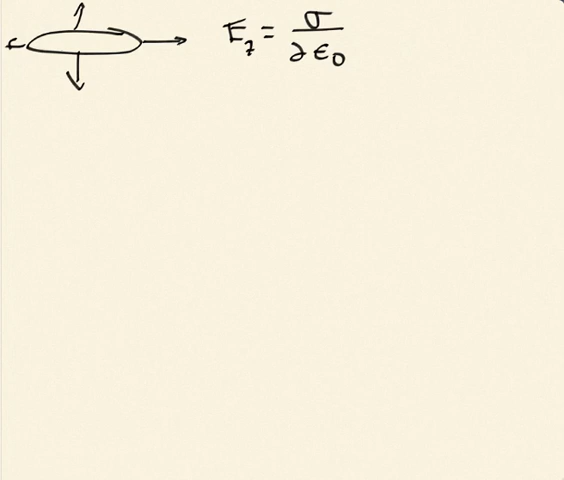 E_z = σ / 2ε₀